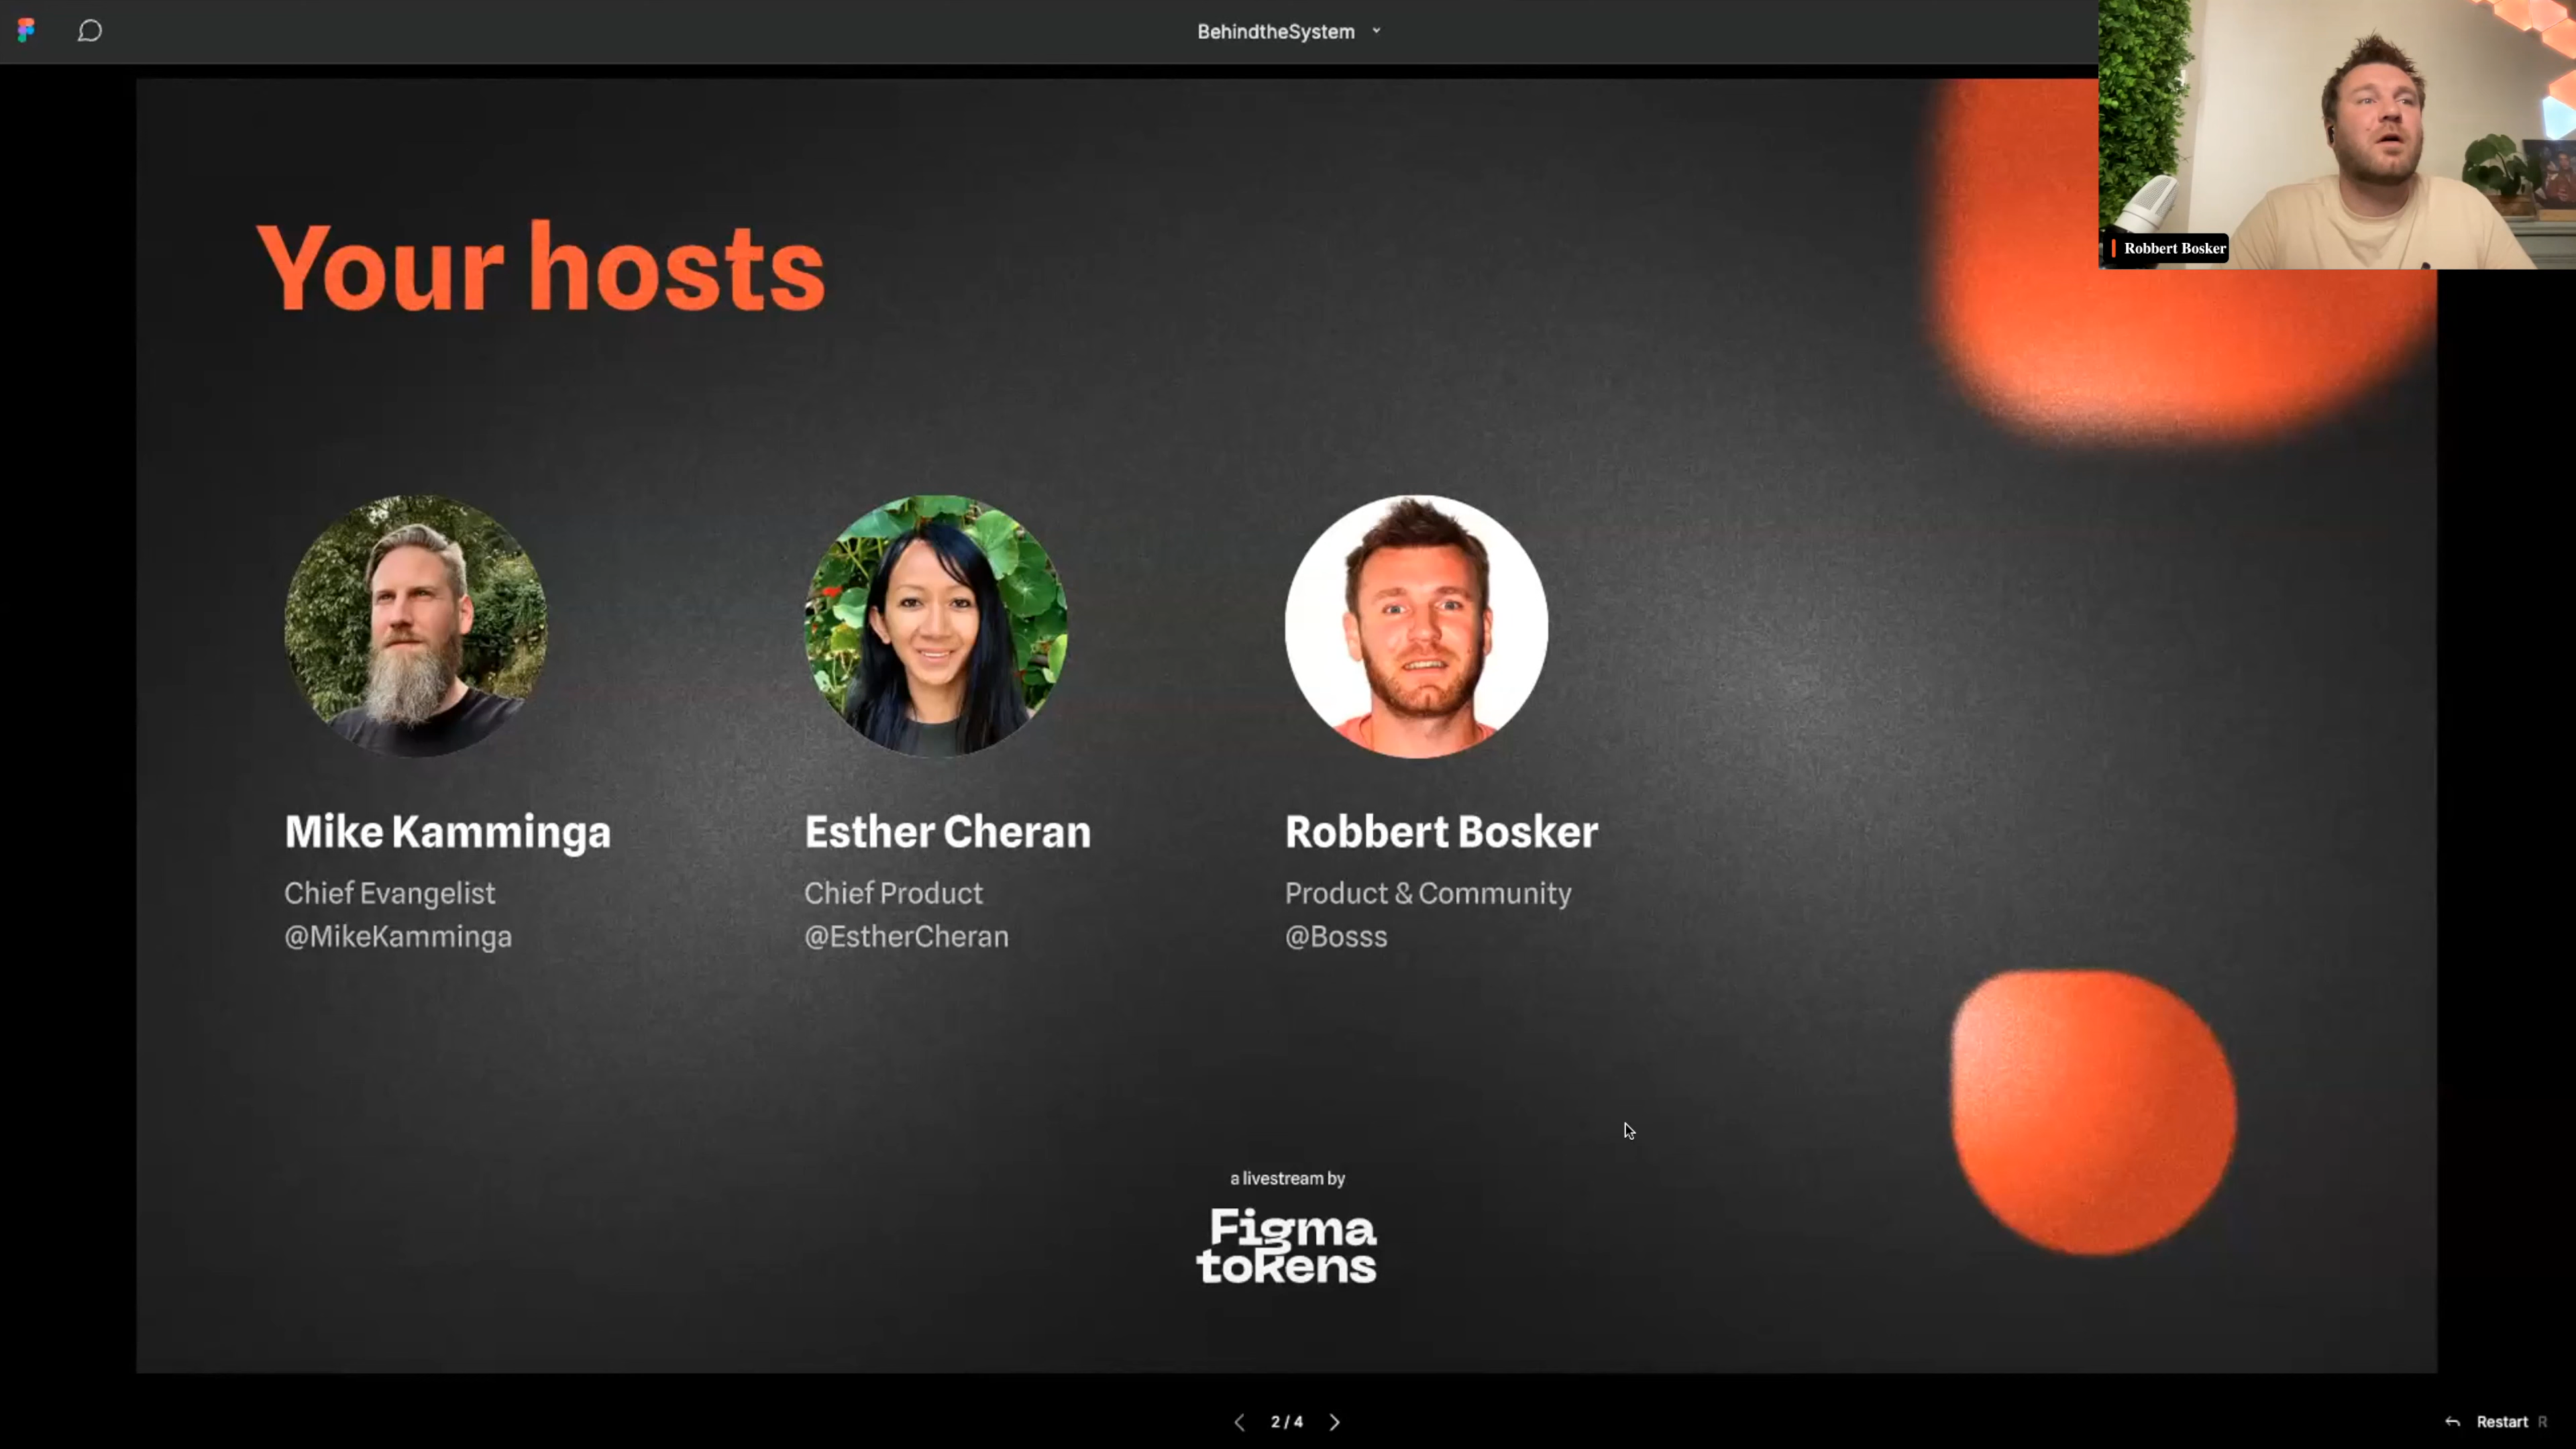 BehindtheSystem
Robbert Bosker
Your hosts
Mike Kamminga
Chief Evangelist
@MikeKamminga
Esther Cheran
Chief Product
@EstherCheran
Robbert Bosker
Product & Community
@Bosss
a livestream by
Figma
tokens
2 / 4
Restart R